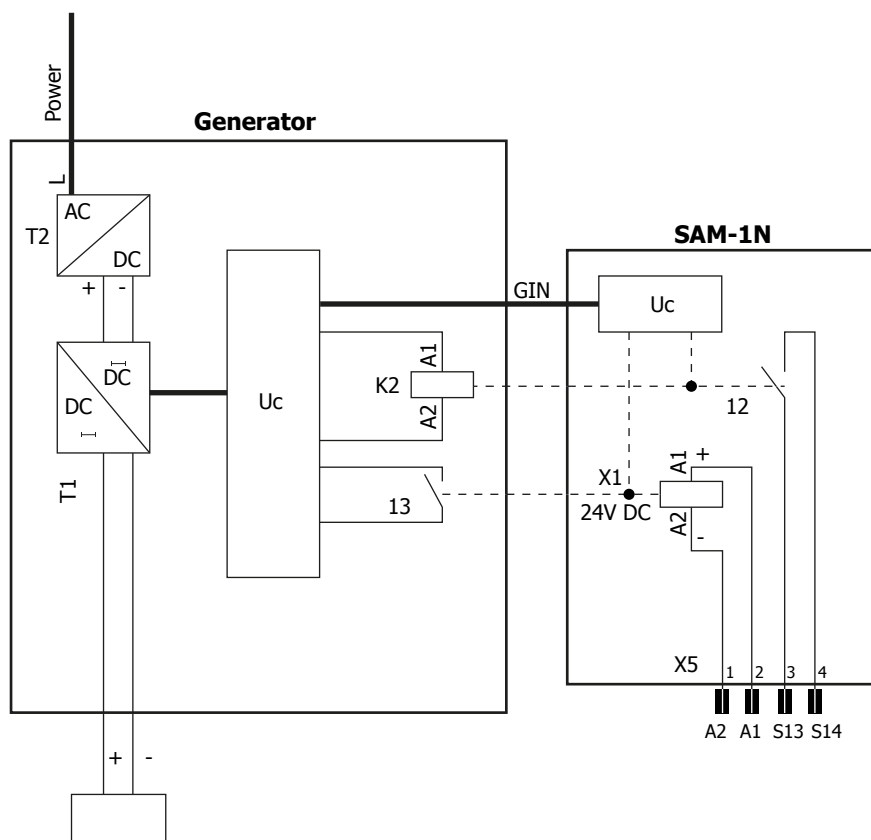 Power
Generator
L
AC
T2
DC
+ -
SAM-1N
GIN
Uc
A1
DC
K2
DC
Uc
A2
12
T1
13
X1
24V DC
A1 +
A2 -
X5
1 2 3 4
A2 A1 S13 S14
+ -